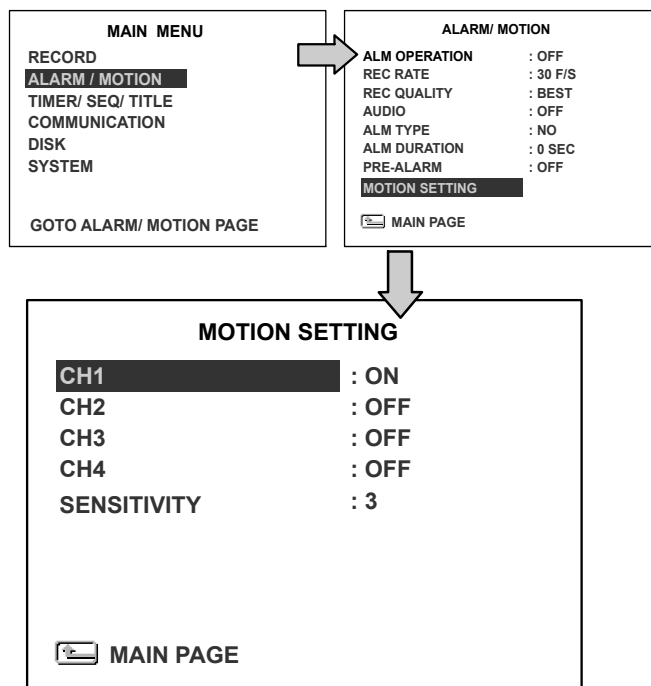 MAIN MENU
RECORD
ALARM / MOTION
TIMER/ SEQ/ TITLE
COMMUNICATION
DISK
SYSTEM
GOTO ALARM/ MOTION PAGE
ALARM/ MOTION
ALM OPERATION : OFF
REC RATE : 30 F/S
REC QUALITY : BEST
AUDIO : OFF
ALM TYPE : NO
ALM DURATION : 0 SEC
PRE-ALARM : OFF
MOTION SETTING
MAIN PAGE
MOTION SETTING
CH1 : ON
CH2 : OFF
CH3 : OFF
CH4 : OFF
SENSITIVITY : 3
MAIN PAGE